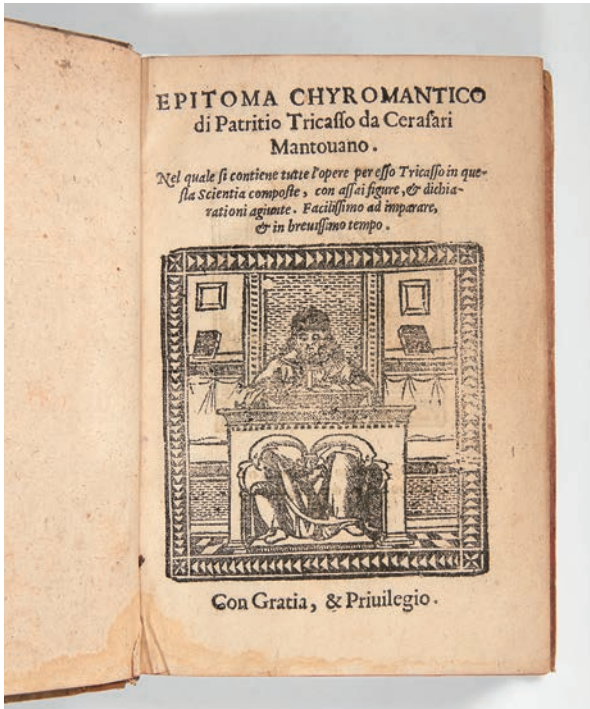 EPITOMA CHYROMANTICO
di Patritio Tricaſſo da Ceraſari
Mantouano.
Nel quale ſi contiene tutte l'opere per eſſo Tricaſſo in que-
ſta Scientia compoſte, con aſſai figure, & dichia-
rationi agiunte. Faciliſſimo ad imparare,
& in breuiſſimo tempo.
Con Gratia, & Priuilegio.